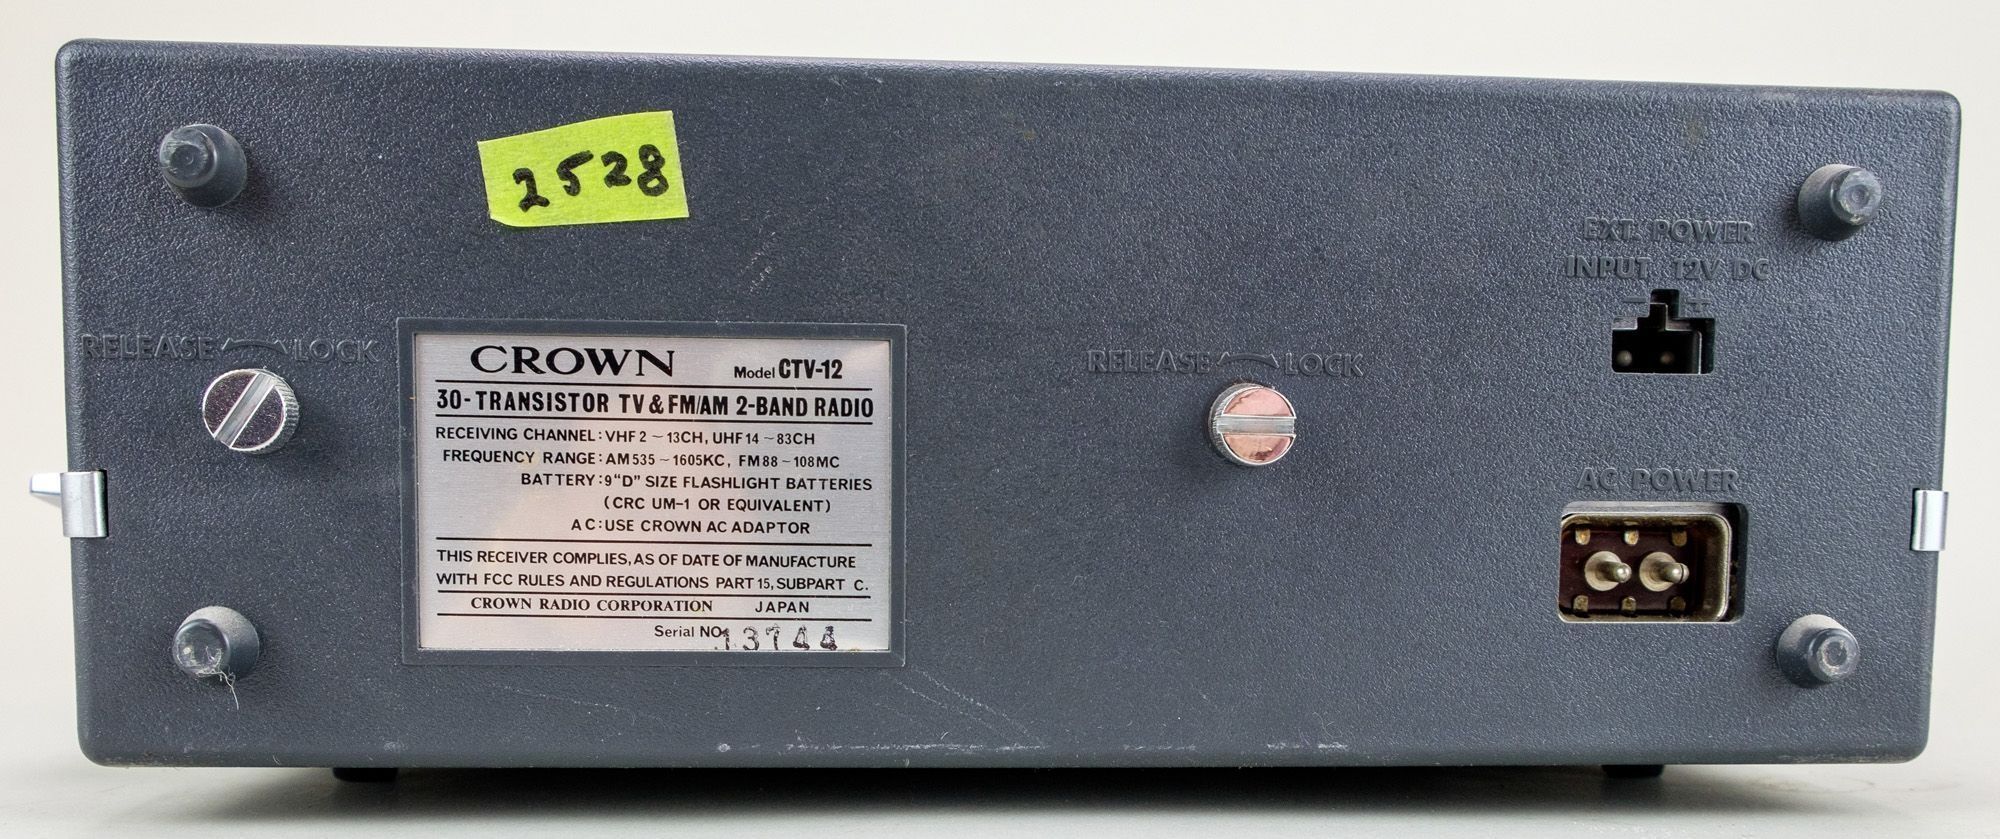 2528
EXT. POWER
INPUT 12V DC
− +
RELEASE LOCK
RELEASE LOCK
CROWN Model CTV-12
30-TRANSISTOR TV & FM/AM 2-BAND RADIO
RECEIVING CHANNEL: VHF 2 ~ 13CH, UHF 14 ~ 83CH
FREQUENCY RANGE: AM 535 ~ 1605KC, FM 88 ~ 108MC
BATTERY: 9 "D" SIZE FLASHLIGHT BATTERIES
(CRC UM-1 OR EQUIVALENT)
AC: USE CROWN AC ADAPTOR
THIS RECEIVER COMPLIES, AS OF DATE OF MANUFACTURE
WITH FCC RULES AND REGULATIONS PART 15, SUBPART C.
CROWN RADIO CORPORATION JAPAN
Serial NO. 13744
AC POWER